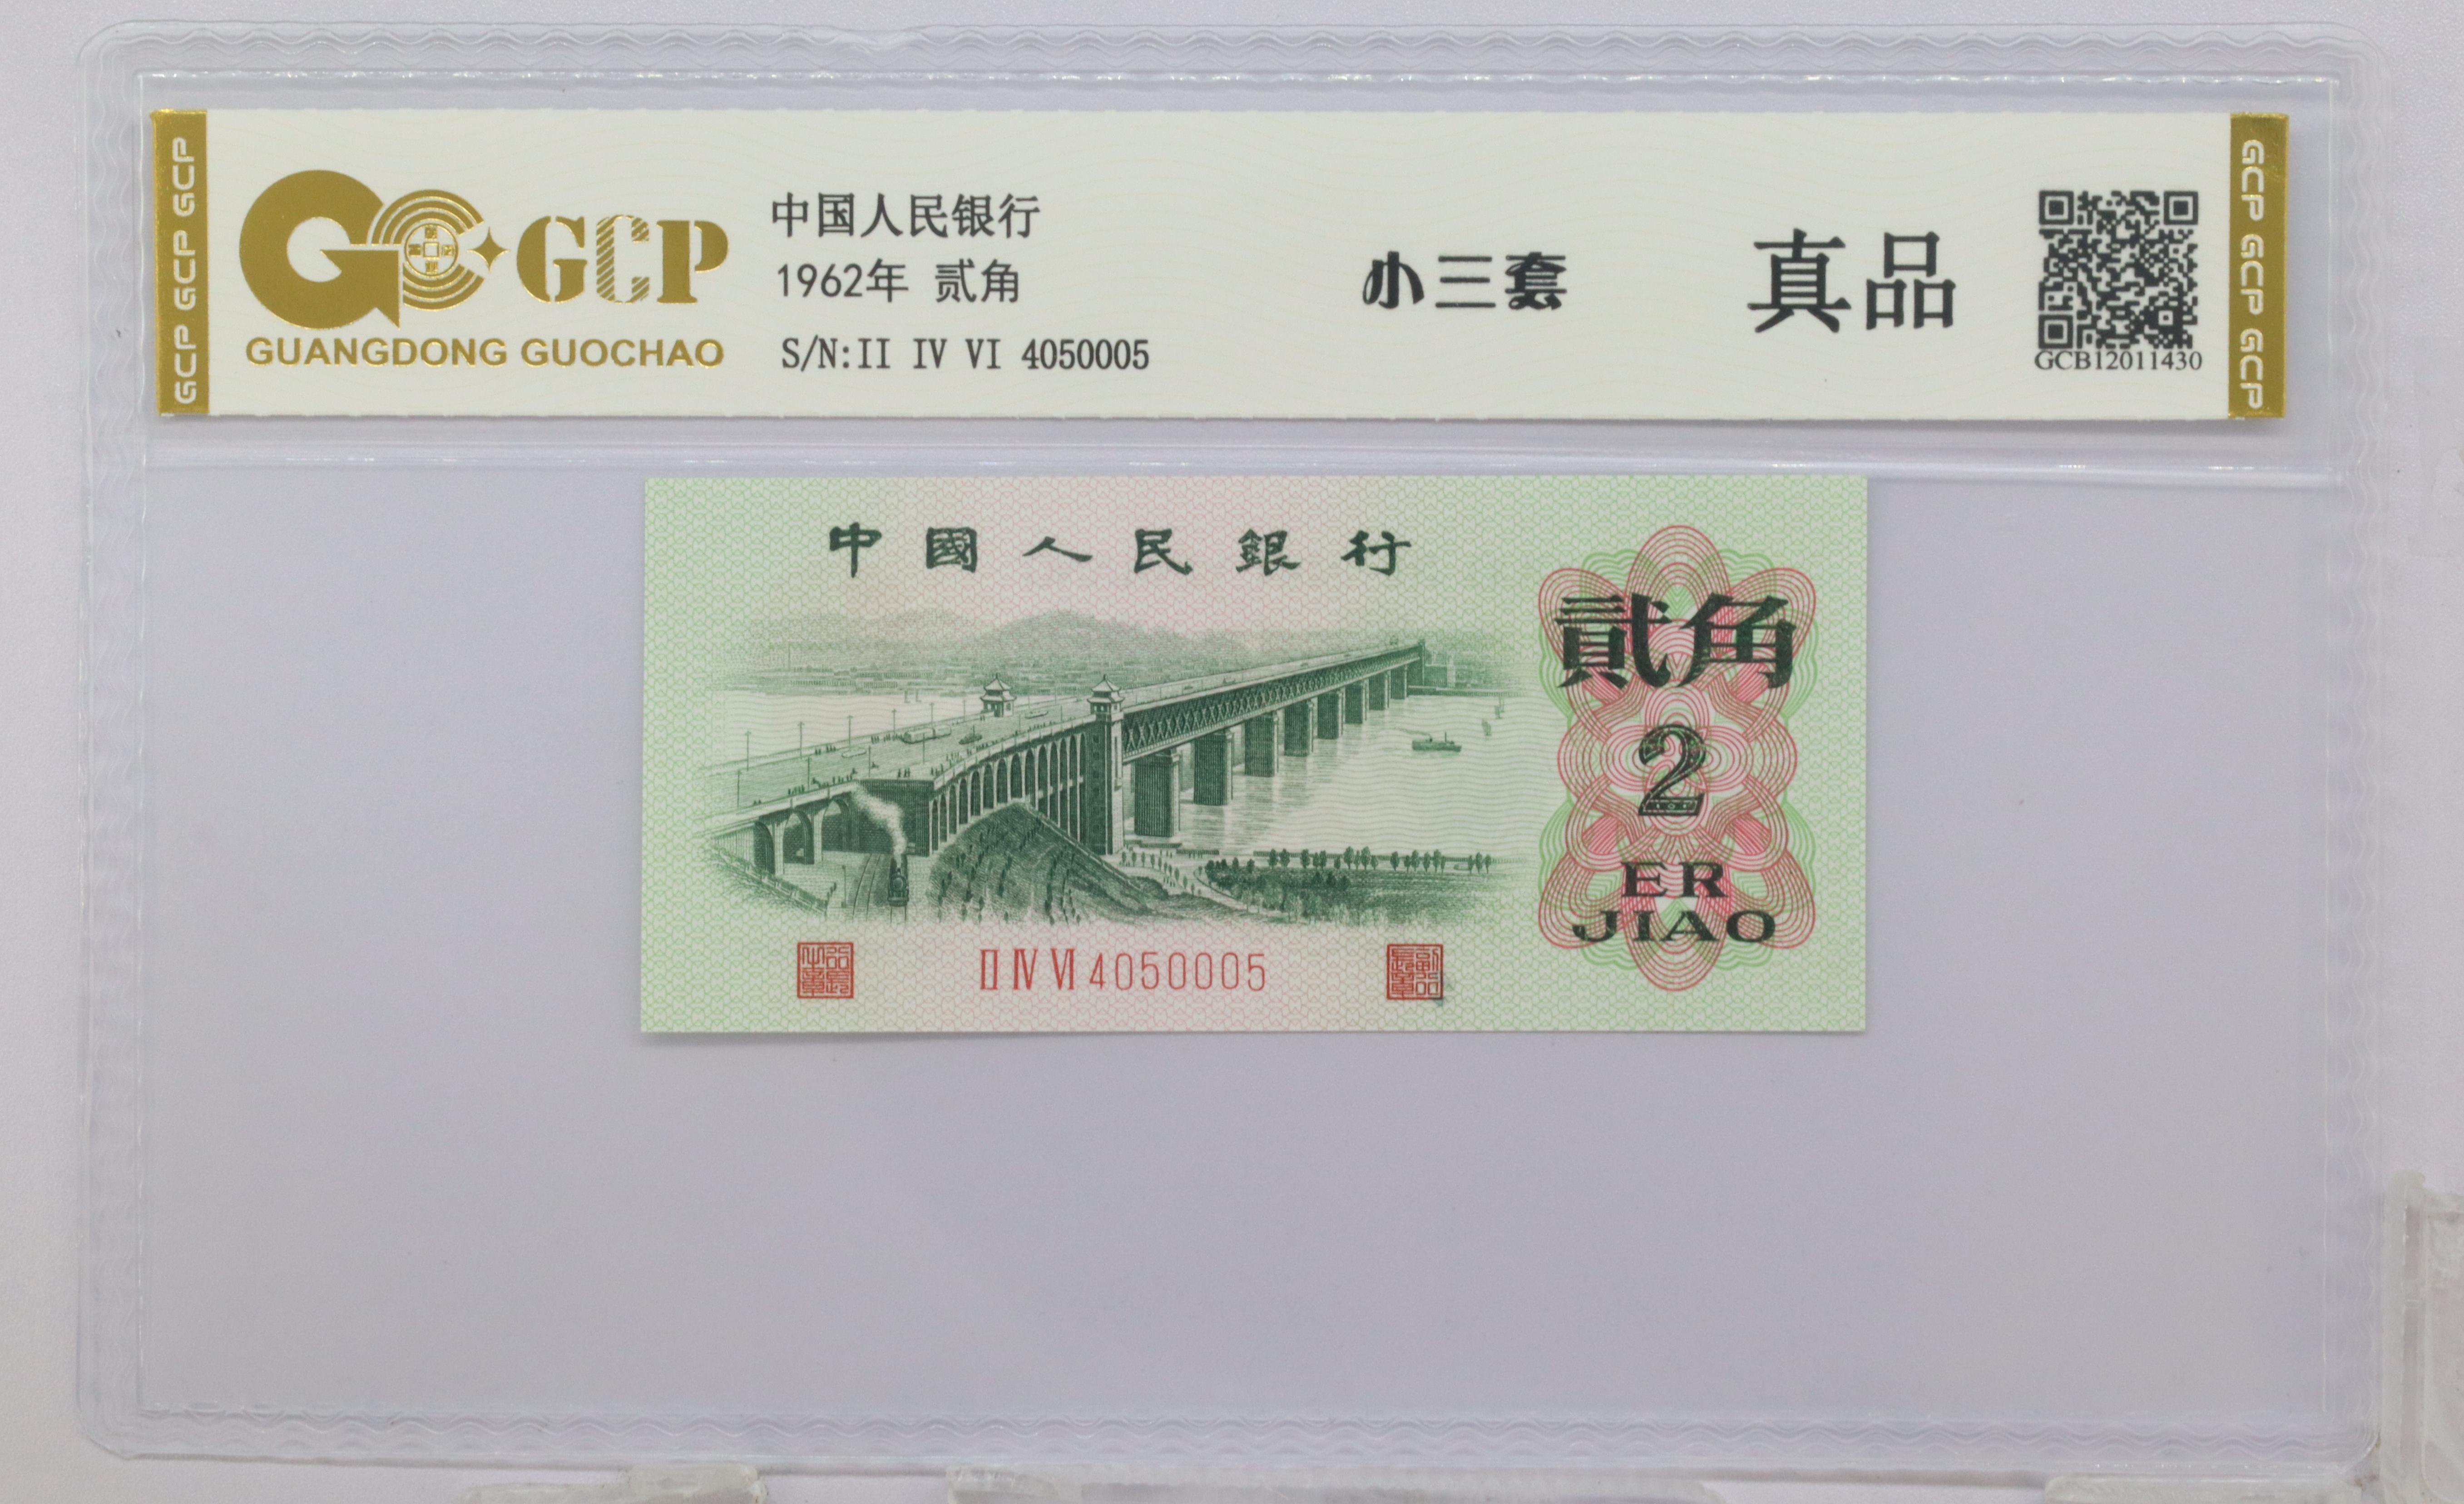 GCP GCP GCP
GCP
GUANGDONG GUOCHAO
中国人民银行
1962年 贰角
S/N:II IV VI 4050005
小三套
真品
GCB12011430
GCP GCP GCP
中國人民銀行
貳角
2
ER
JIAO
II IV VI 4050005